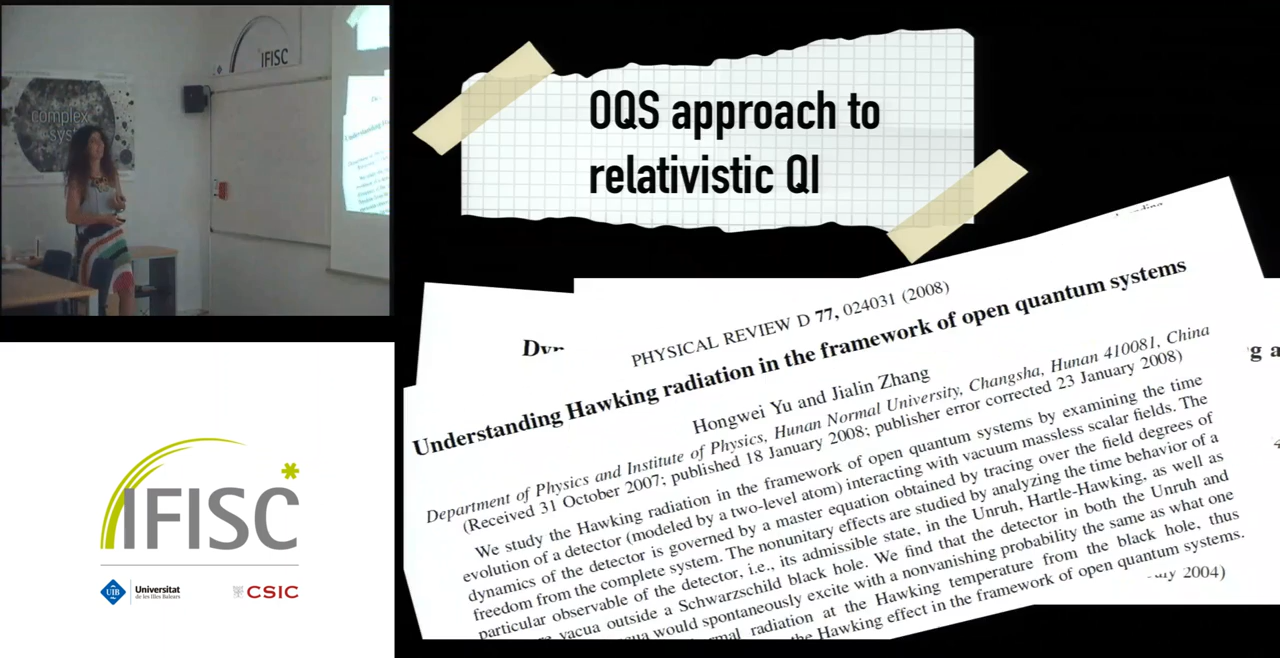 complex
syst
IFISC
OQS approach to
relativistic QI
PHYSICAL REVIEW D 77, 024031 (2008)
Understanding Hawking radiation in the framework of open quantum systems
Hongwei Yu and Jialin Zhang
Department of Physics and Institute of Physics, Hunan Normal University, Changsha, Hunan 410081, China
(Received 31 October 2007; published 18 January 2008; publisher error corrected 23 January 2008)
We study the Hawking radiation in the framework of open quantum systems by examining the time
evolution of a detector (modeled by a two-level atom) interacting with vacuum massless scalar fields. The
dynamics of the detector is governed by a master equation obtained by tracing over the field degrees of
freedom from the complete system. The nonunitary effects are studied by analyzing the time behavior of a
particular observable of the detector, i.e., its admissible state, in the Unruh, Hartle-Hawking, as well as
vacua outside a Schwarzschild black hole. We find that the detector in both the Unruh and
would spontaneously excite with a nonvanishing probability the same as what one
radiation at the Hawking temperature from the black hole, thus
Hawking effect in the framework of open quantum systems.
2004)
IFISC
UIB Universitat
de les Illes Balears
CSIC